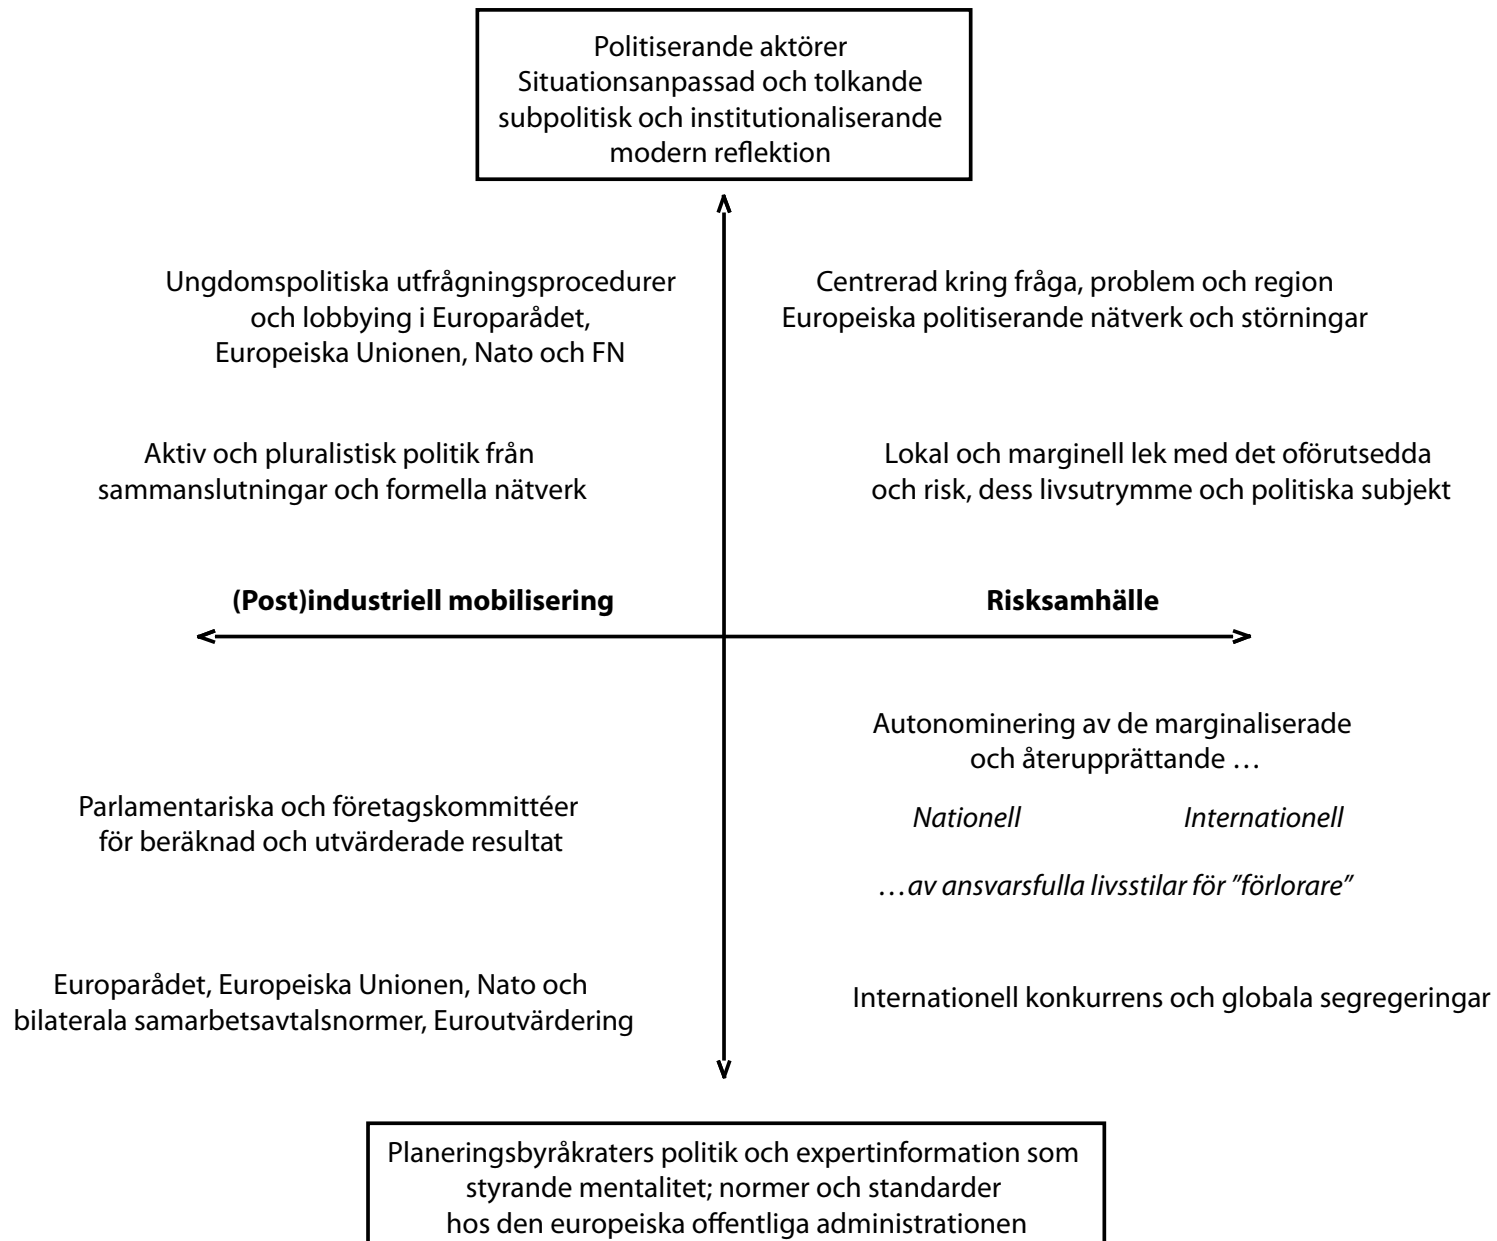 Politiserande aktörer
Situationsanpassad och tolkande
subpolitisk och institutionaliserande
modern reflektion
Ungdomspolitiska utfrågningsprocedurer
och lobbying i Europarådet,
Europeiska Unionen, Nato och FN
Centrerad kring fråga, problem och region
Europeiska politiserande nätverk och störningar
Aktiv och pluralistisk politik från
sammanslutningar och formella nätverk
Lokal och marginell lek med det oförutsedda
och risk, dess livsutrymme och politiska subjekt
(Post)industriell mobilisering
Risksamhälle
Autonominering av de marginaliserade
och återupprättande …
Parlamentariska och företagskommittéer
för beräknad och utvärderade resultat
Nationell
Internationell
…av ansvarsfulla livsstilar för ”förlorare”
Europarådet, Europeiska Unionen, Nato och
bilaterala samarbetsavtalsnormer, Euroutvärdering
Internationell konkurrens och globala segregeringar
Planeringsbyråkraters politik och expertinformation som
styrande mentalitet; normer och standarder
hos den europeiska offentliga administrationen